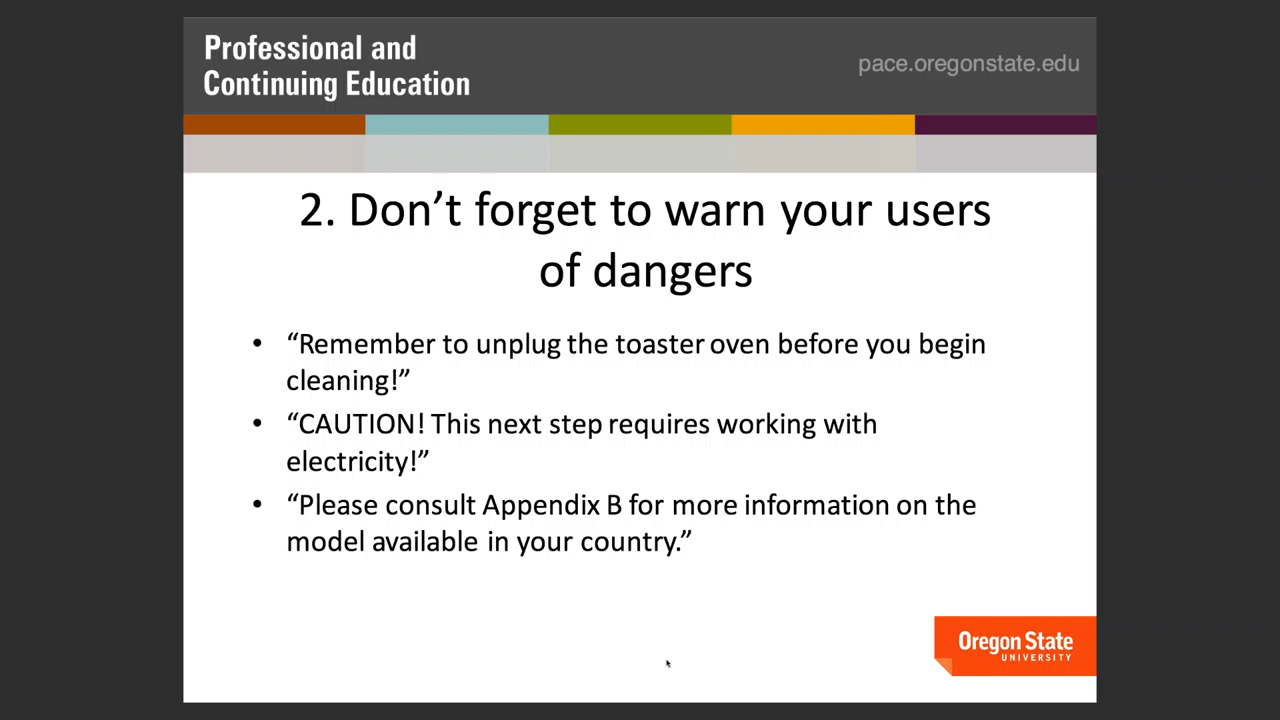 Professional and
Continuing Education
pace.oregonstate.edu
2. Don’t forget to warn your users
of dangers
• “Remember to unplug the toaster oven before you begin
cleaning!”
• “CAUTION! This next step requires working with
electricity!”
• “Please consult Appendix B for more information on the
model available in your country.”
Oregon State
UNIVERSITY